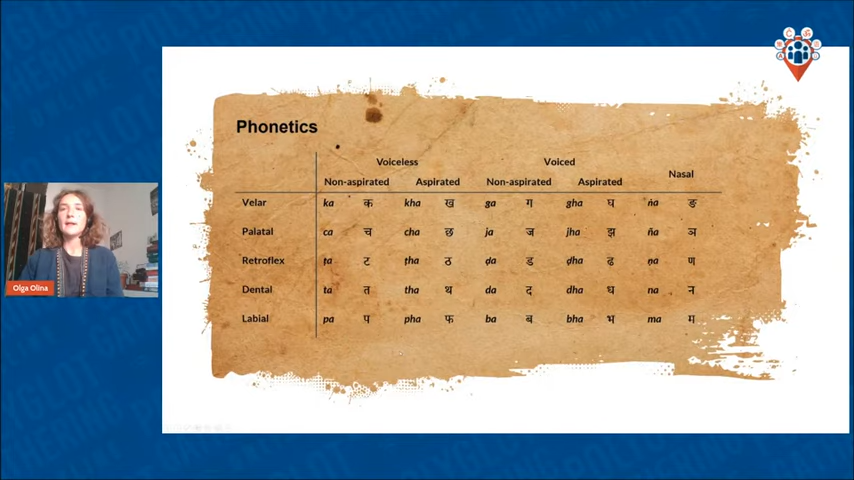 Phonetics
Voiceless Voiced Nasal
Non-aspirated Aspirated Non-aspirated Aspirated
Velar ka क kha ख ga ग gha घ ṅa ङ
Palatal ca च cha छ ja ज jha झ ña ञ
Retroflex ṭa ट ṭha ठ ḍa ड ḍha ढ ṇa ण
Dental ta त tha थ da द dha ध na न
Labial pa प pha फ ba ब bha भ ma म
Olga Olina